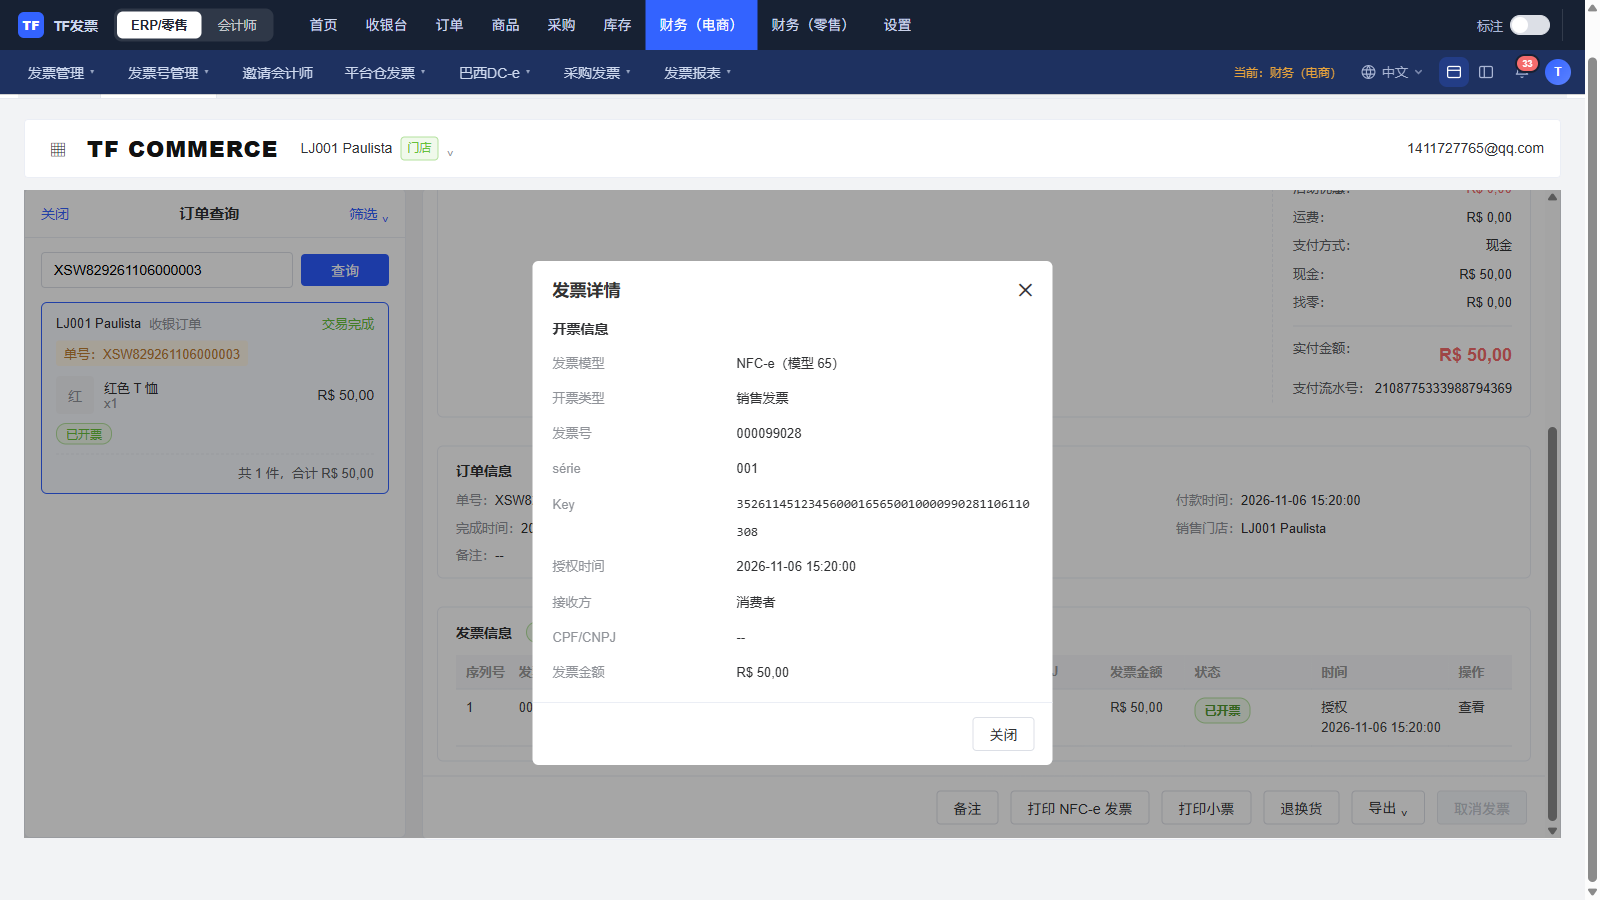 TF TF发票 ERP/零售 会计师 首页 收银台 订单 商品 采购 库存 财务（电商） 财务（零售） 设置 标注
发票管理 发票号管理 邀请会计师 平台仓发票 巴西DC-e 采购发票 发票报表 当前：财务（电商） 中文 33 T
TF COMMERCE LJ001 Paulista 门店 1411727765@qq.com
关闭 订单查询 筛选
XSW829261106000003 查询
LJ001 Paulista 收银订单 交易完成
单号：XSW829261106000003
红 红色 T 恤 R$ 50,00
x1
已开票
共 1 件，合计 R$ 50,00
运费： R$ 0,00
支付方式： 现金
现金： R$ 50,00
找零： R$ 0,00
实付金额： R$ 50,00
支付流水号： 2108775333988794369
订单信息
单号：XSW8 付款时间：2026-11-06 15:20:00
完成时间：20 销售门店：LJ001 Paulista
备注：--
发票信息
序列号 发 J 发票金额 状态 时间 操作
1 00 R$ 50,00 已开票 授权 查看
2026-11-06 15:20:00
备注 打印 NFC-e 发票 打印小票 退换货 导出 取消发票
发票详情
开票信息
发票模型 NFC-e（模型 65）
开票类型 销售发票
发票号 000099028
série 001
Key 35261145123456000165650010000990281106110
308
授权时间 2026-11-06 15:20:00
接收方 消费者
CPF/CNPJ --
发票金额 R$ 50,00
关闭